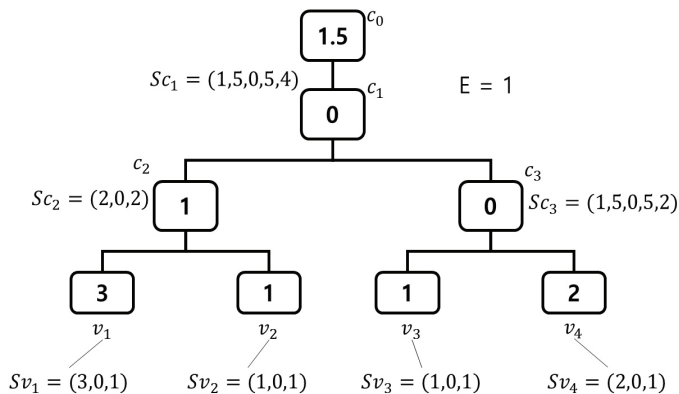 c₀
1.5
Sc₁ = (1,5,0,5,4)
c₁
E = 1
0
c₂
c₃
Sc₂ = (2,0,2)
1
0
Sc₃ = (1,5,0,5,2)
3
1
1
2
v₁
v₂
v₃
v₄
Sv₁ = (3,0,1)
Sv₂ = (1,0,1)
Sv₃ = (1,0,1)
Sv₄ = (2,0,1)